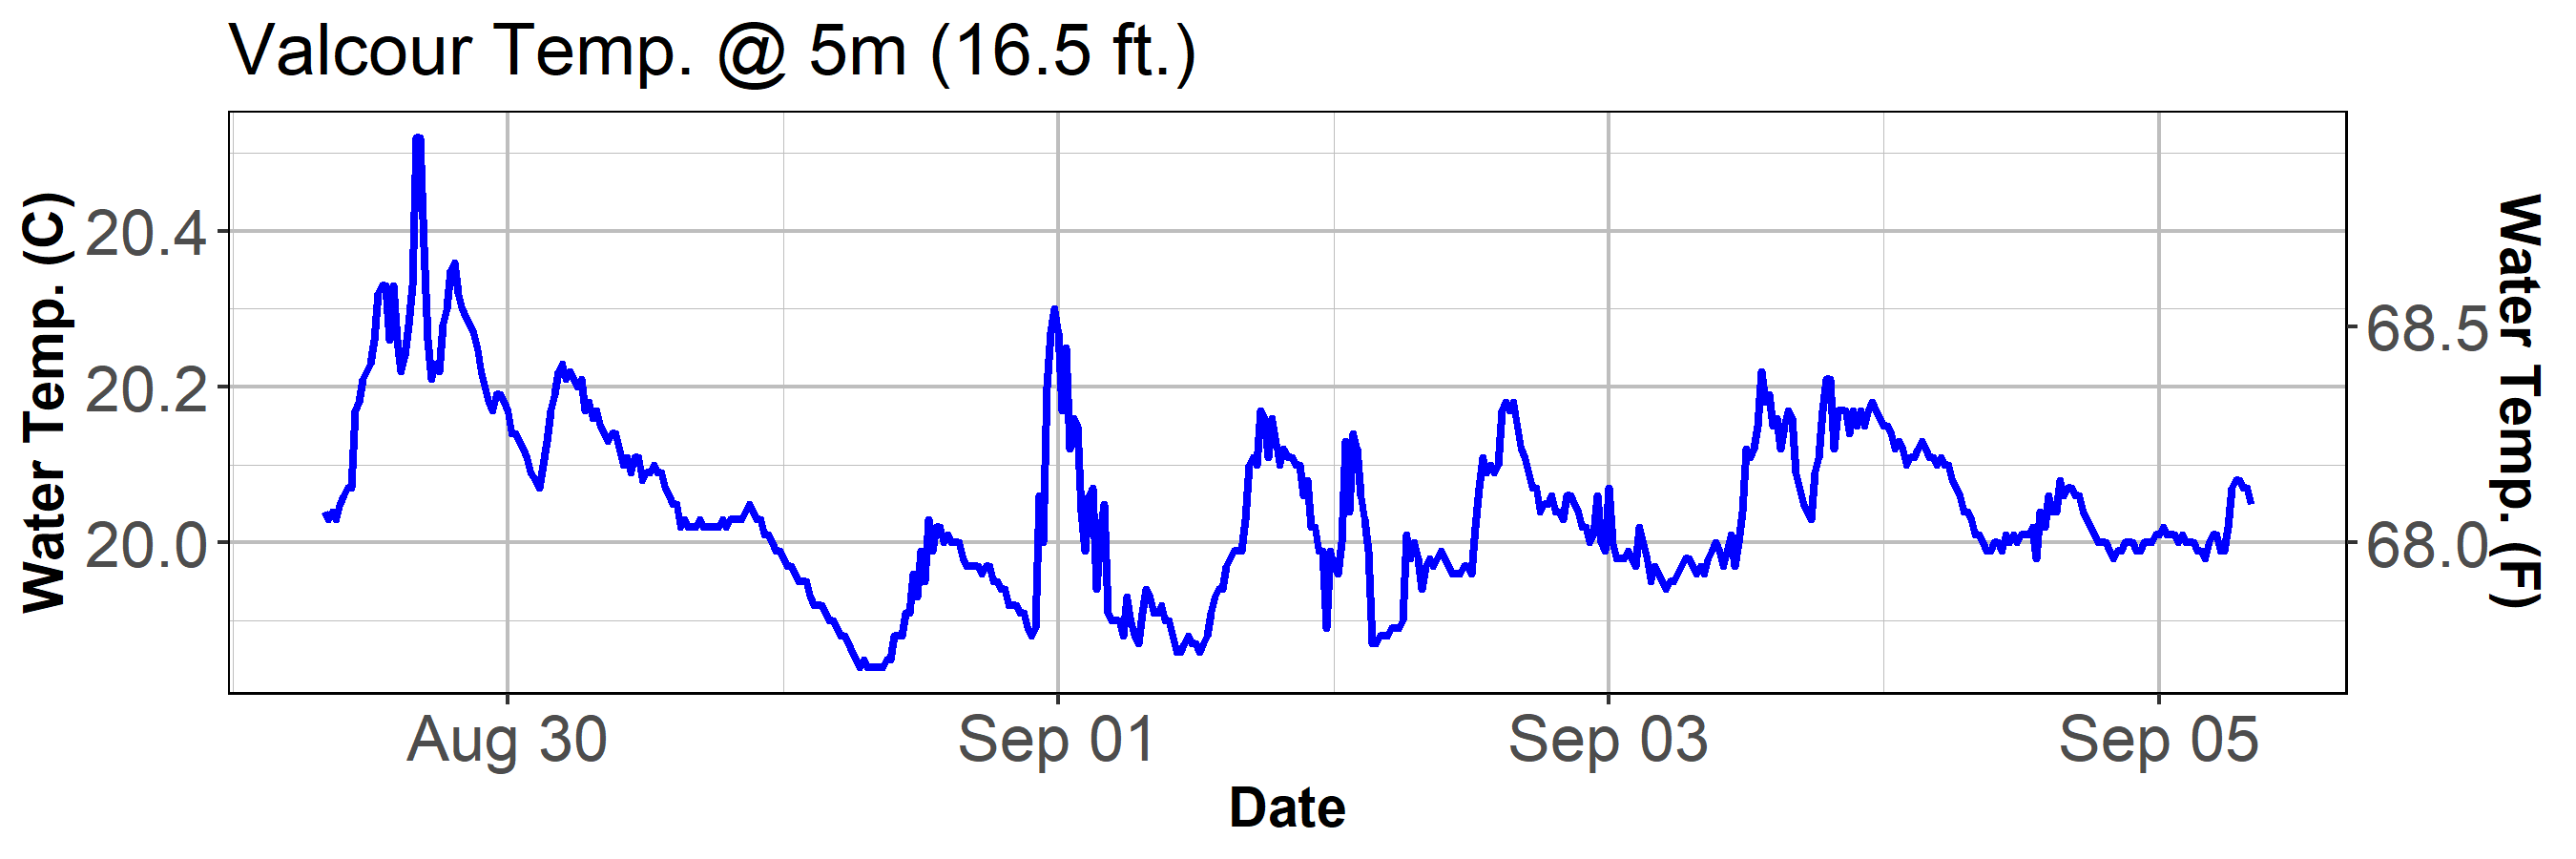 Valcour Temp. @ 5m (16.5 ft.)
Water Temp. (C)
20.4
20.2
20.0
68.5
68.0
Water Temp. (F)
Aug 30 Sep 01 Sep 03 Sep 05
Date